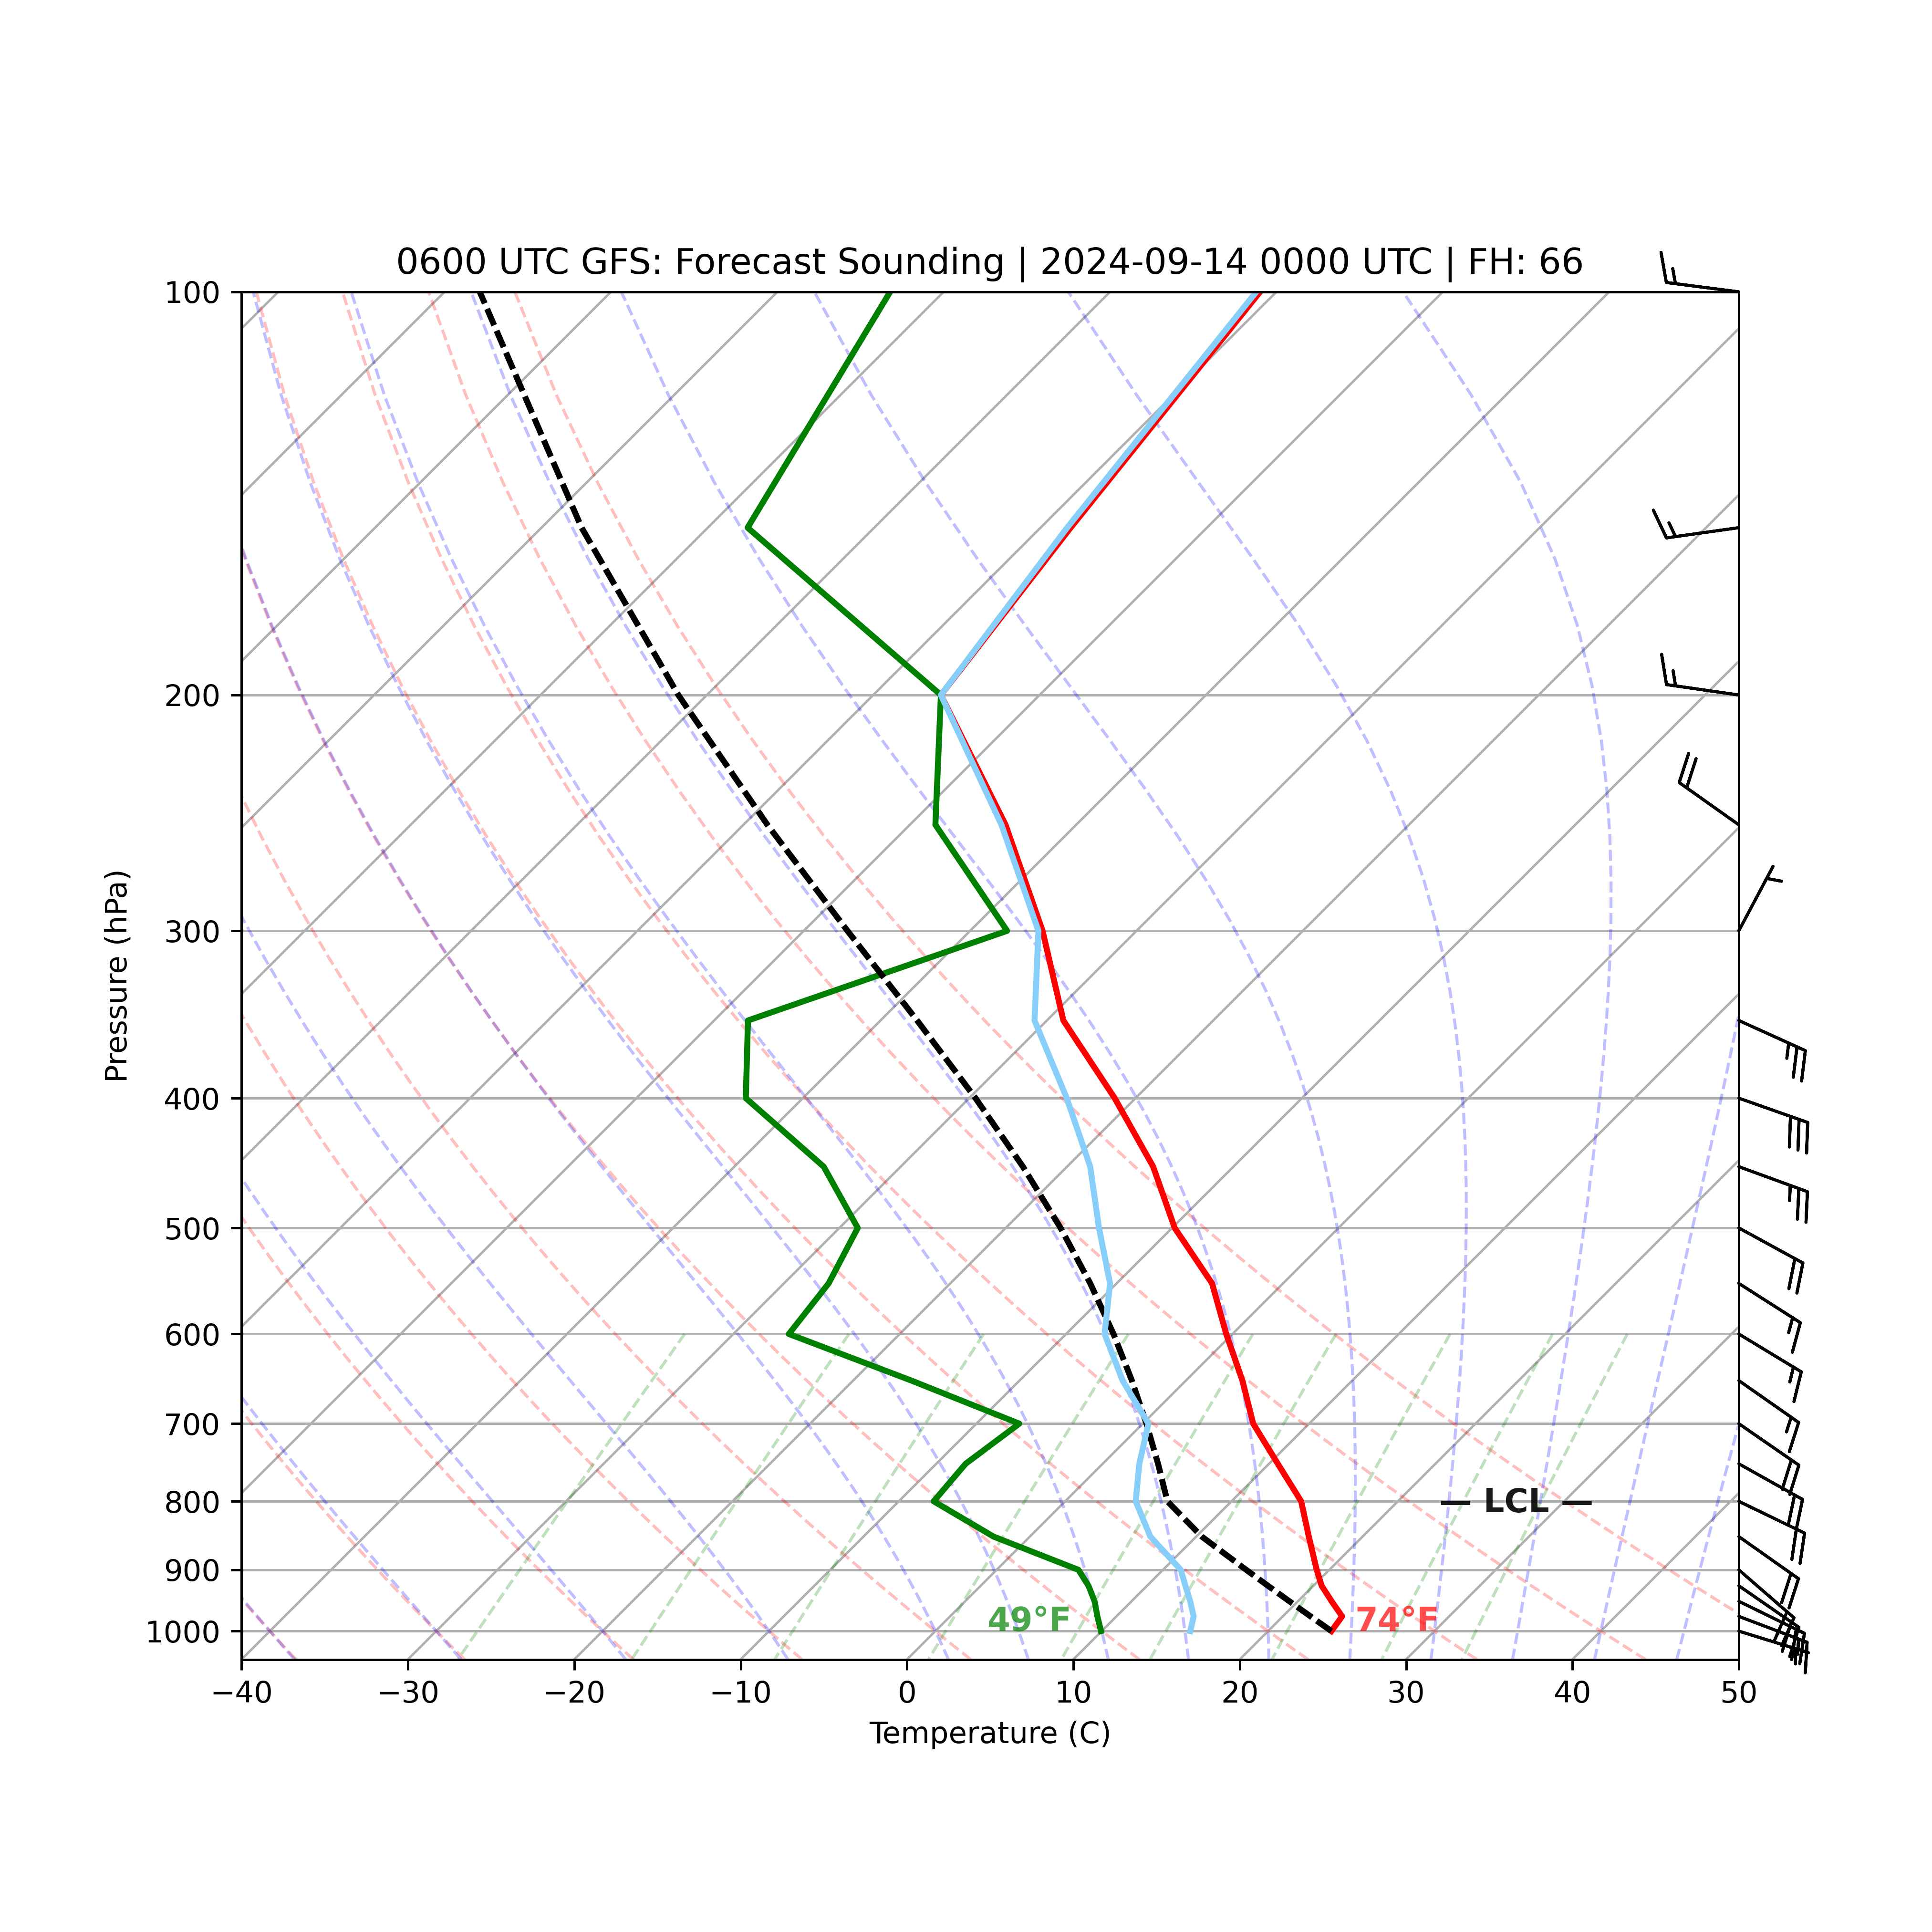 0600 UTC GFS: Forecast Sounding | 2024-09-14 0000 UTC | FH: 66
100
200
300
400
500
600
700
800
900
1000
Pressure (hPa)
— LCL —
49°F
74°F
−40 −30 −20 −10 0 10 20 30 40 50
Temperature (C)